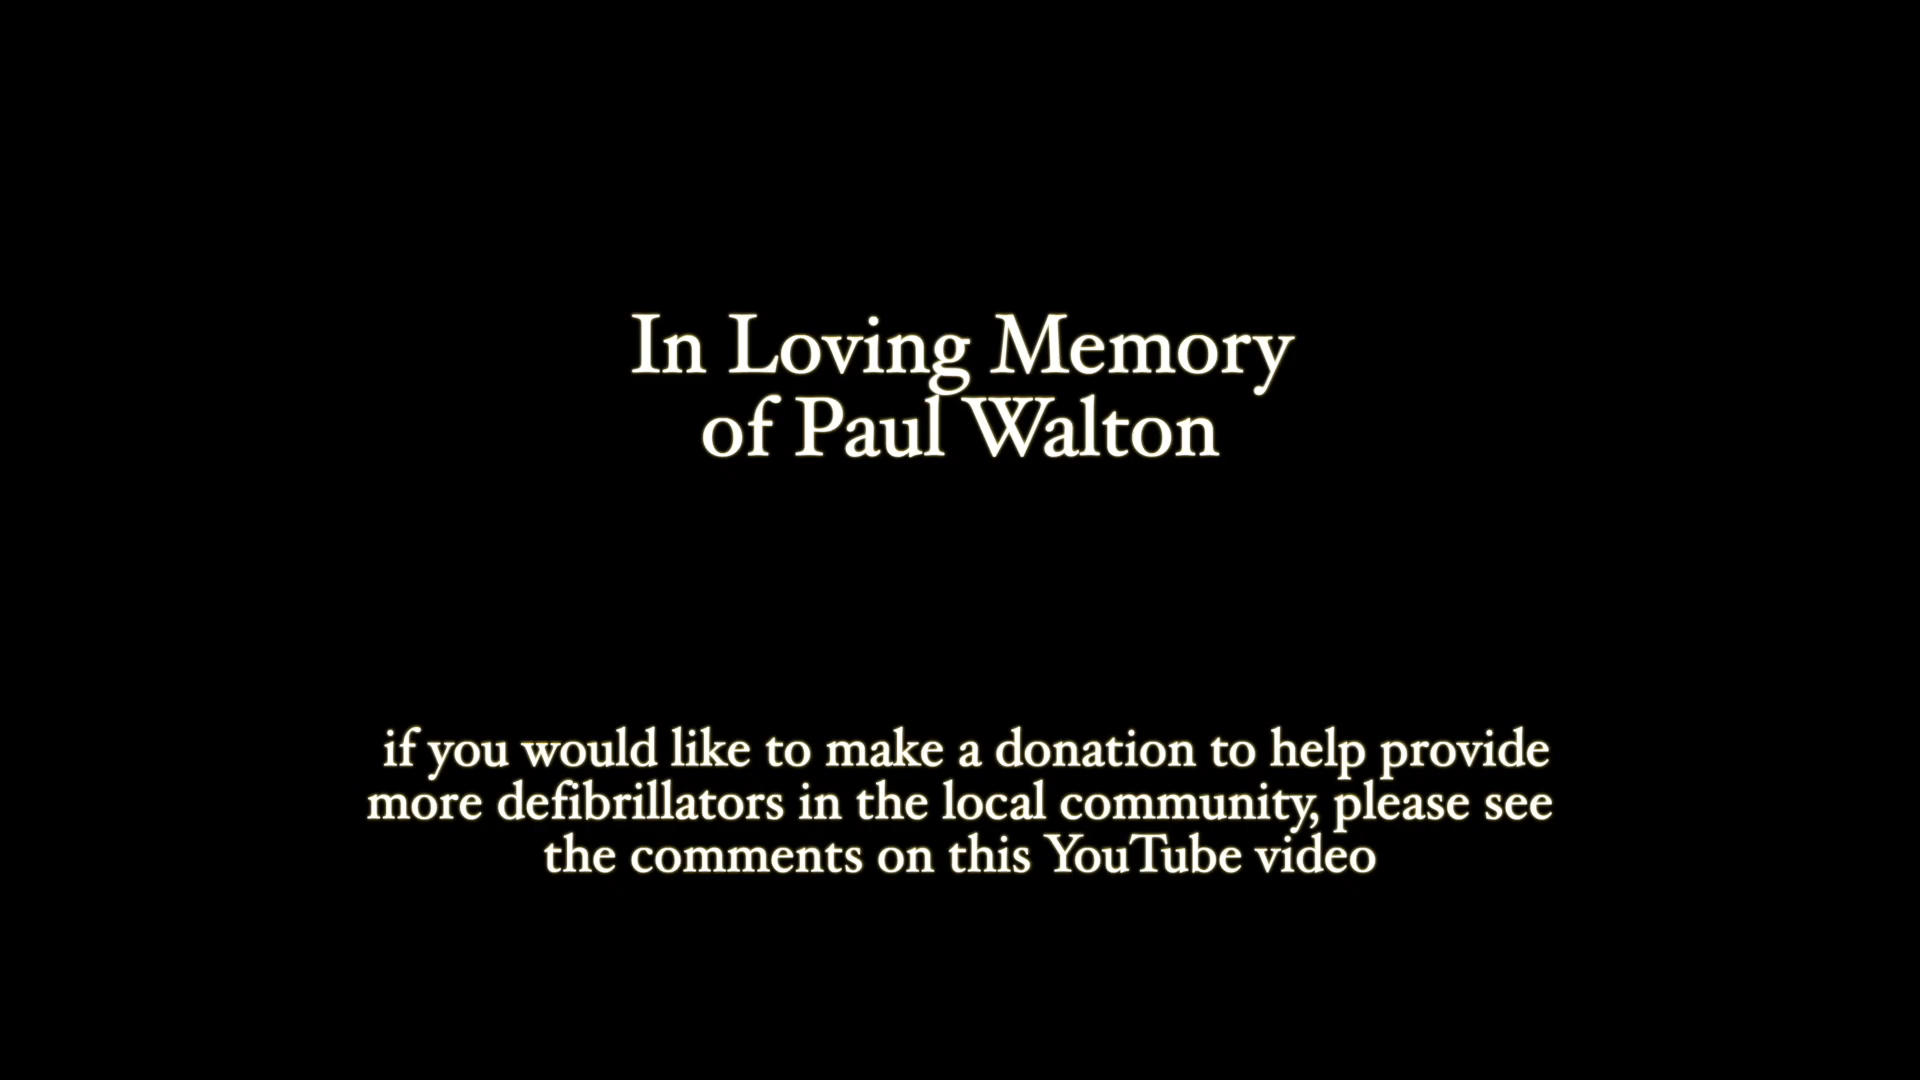 In Loving Memory
of Paul Walton
if you would like to make a donation to help provide
more defibrillators in the local community, please see
the comments on this YouTube video